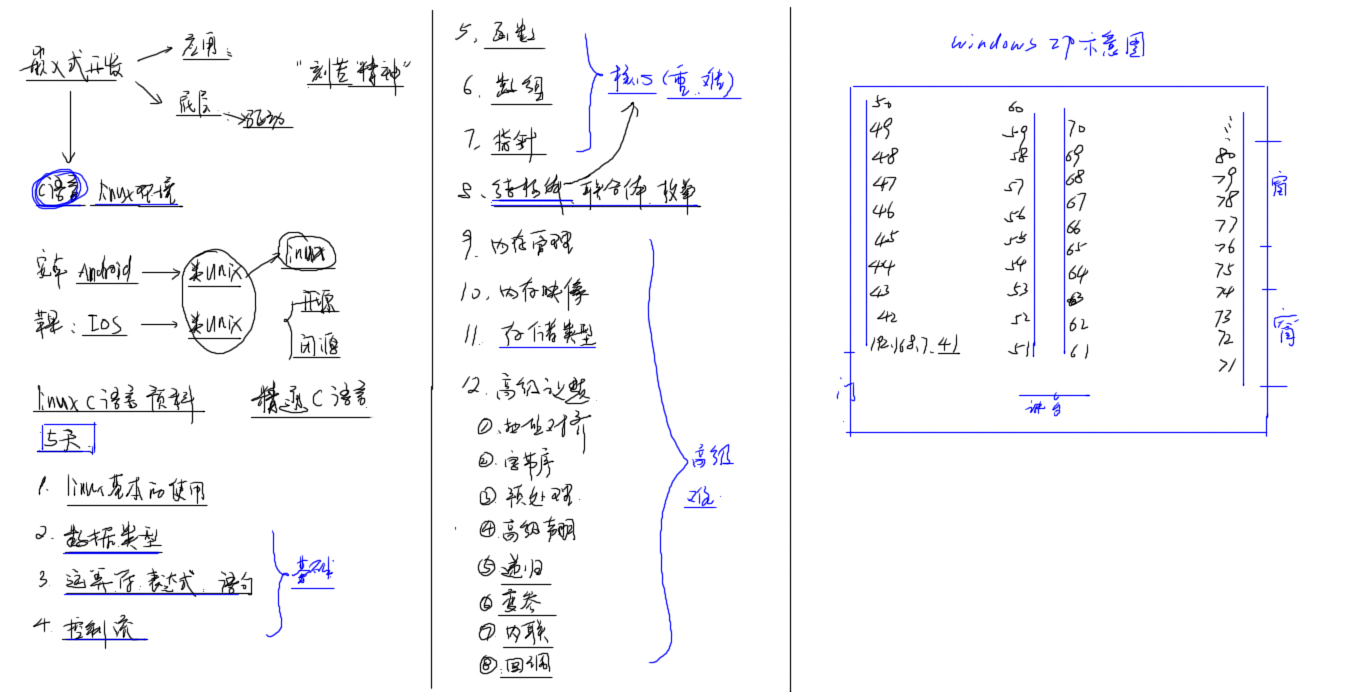 嵌入式开发
应用
底层
驱动
"刻苦"精神"
C语言 linux环境
安卓 Android
类Unix
linux
苹果: IOS
类Unix
开源
闭源
linux C语言 预科
精通C语言
5天
1. linux基本的使用
2. 数据类型
3. 运算符.表达式. 语句
4. 控制流
基础
5. 函数
6. 数组
7. 指针
核心(重.难)
8. 结构体 联合体. 枚举
9. 内存管理
10. 内存映像
11. 存储类型
12. 高级议题
①.地址对齐
②.字节序
③ 预处理.
④.高级声明
⑤ 递归
⑥ 变参
⑦ 内联
⑧.回调
高级
难
windows IP示意图
50 60
49 59 70
48 58 69 80
47 57 68 79
46 56 67 78
45 55 66 77
44 54 65 76
43 53 64 75
42 52 63 74
192.168.7.41 51 62 73
61 72
71
窗
窗
门
讲台